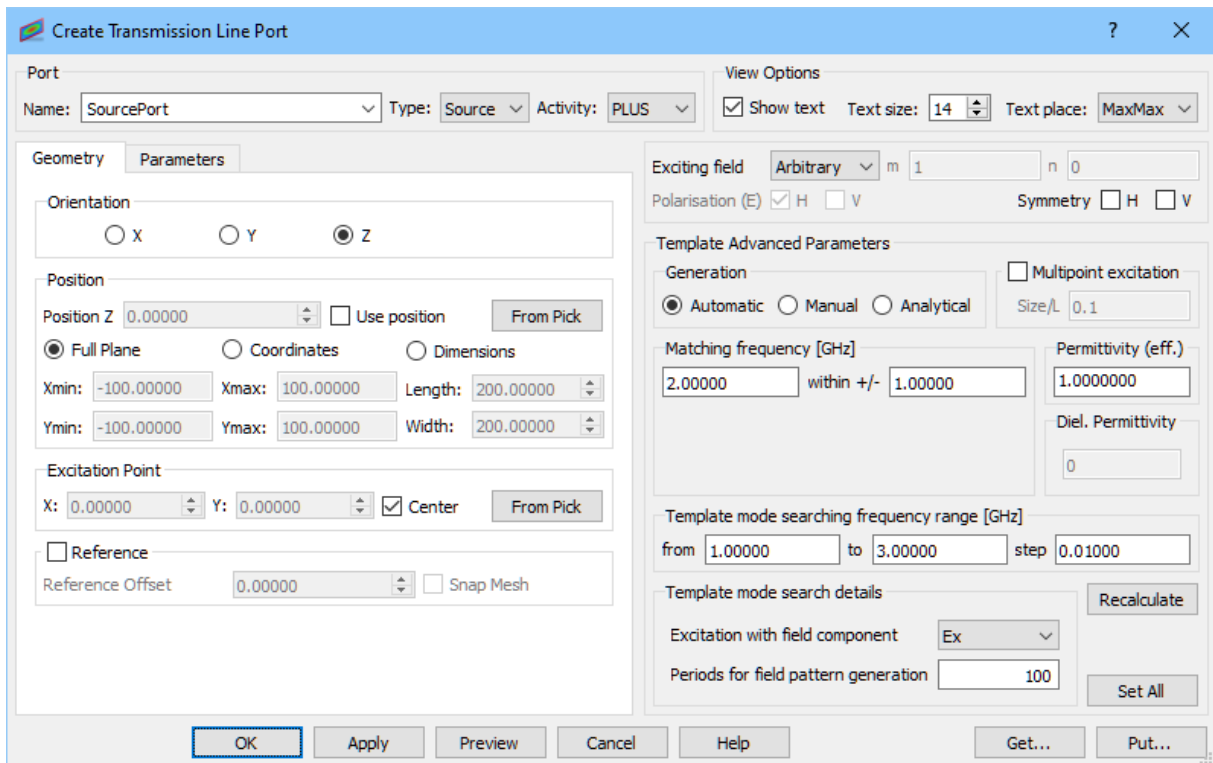 Create Transmission Line Port ? ×
Port
View Options
Name: SourcePort Type: Source Activity: PLUS
Show text Text size: 14 Text place: MaxMax
Geometry Parameters
Orientation
X Y Z
Position
Position Z 0.00000 Use position From Pick
Full Plane Coordinates Dimensions
Xmin: -100.00000 Xmax: 100.00000 Length: 200.00000
Ymin: -100.00000 Ymax: 100.00000 Width: 200.00000
Excitation Point
X: 0.00000 Y: 0.00000 Center From Pick
Reference
Reference Offset 0.00000 Snap Mesh
Exciting field Arbitrary m 1 n 0
Polarisation (E) H V Symmetry H V
Template Advanced Parameters
Generation
Automatic Manual Analytical
Multipoint excitation
Size/L 0.1
Matching frequency [GHz]
2.00000 within +/- 1.00000
Permittivity (eff.)
1.0000000
Diel. Permittivity
0
Template mode searching frequency range [GHz]
from 1.00000 to 3.00000 step 0.01000
Template mode search details
Excitation with field component Ex
Periods for field pattern generation 100
Recalculate
Set All
OK Apply Preview Cancel Help Get... Put...